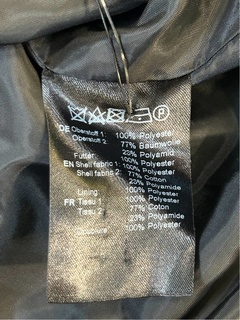 P
DE Oberstoff 1: 100% Polyester
Oberstoff 2: 77% Baumwolle
23% Polyamide
Futter: 100% Polyester
EN Shell fabric 1: 100% Polyester
Shell fabric 2: 77% Cotton
23% Polyamide
Lining: 100% Polyester
FR Tissu 1: 100% Polyester
Tissu 2: 77% Coton
23% Polyamide
100% Polyester